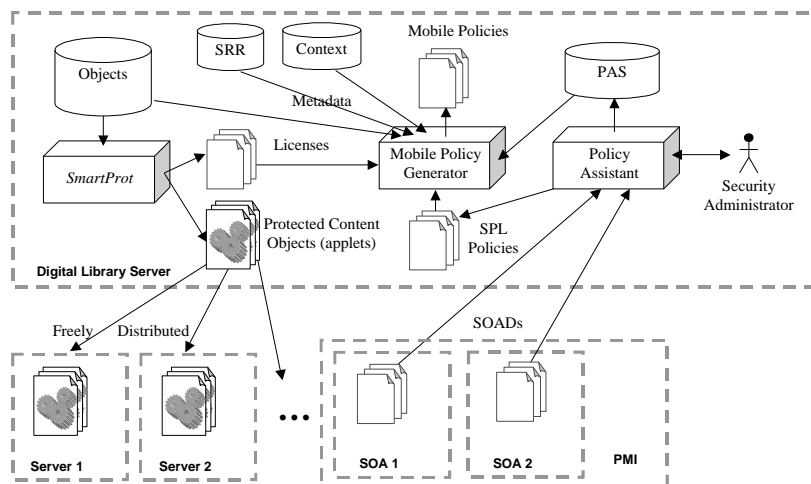 Mobile Policies
SRR
Context
Objects
PAS
Metadata
Licenses
SmartProt
Mobile Policy
Generator
Policy
Assistant
Security
Administrator
Protected Content
Objects (applets)
SPL
Policies
Digital Library Server
Freely
Distributed
SOADs
...
Server 1
Server 2
SOA 1
SOA 2
PMI